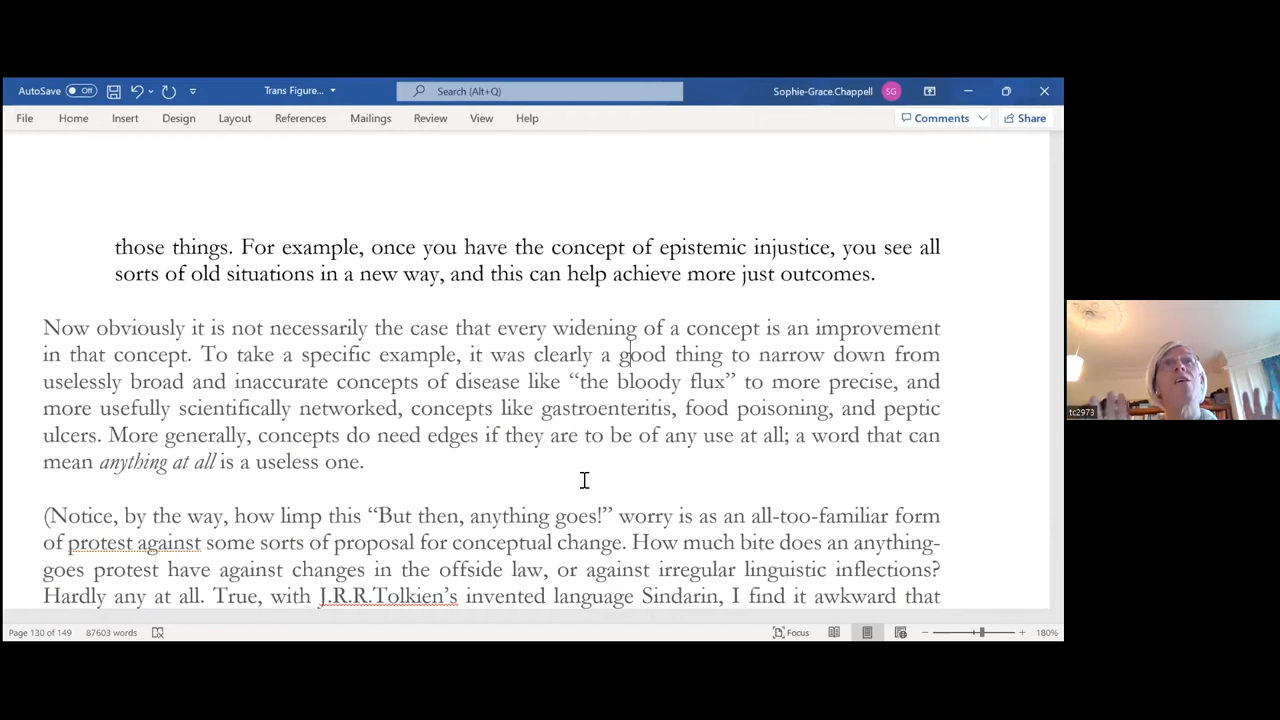 AutoSave Off Trans Figure... Search (Alt+Q) Sophie-Grace.Chappell SG
File Home Insert Design Layout References Mailings Review View Help Comments Share
those things. For example, once you have the concept of epistemic injustice, you see all
sorts of old situations in a new way, and this can help achieve more just outcomes.
Now obviously it is not necessarily the case that every widening of a concept is an improvement
in that concept. To take a specific example, it was clearly a good thing to narrow down from
uselessly broad and inaccurate concepts of disease like “the bloody flux” to more precise, and
more usefully scientifically networked, concepts like gastroenteritis, food poisoning, and peptic
ulcers. More generally, concepts do need edges if they are to be of any use at all; a word that can
mean anything at all is a useless one.
(Notice, by the way, how limp this “But then, anything goes!” worry is as an all-too-familiar form
of protest against some sorts of proposal for conceptual change. How much bite does an anything-
goes protest have against changes in the offside law, or against irregular linguistic inflections?
Hardly any at all. True, with J.R.R.Tolkien’s invented language Sindarin, I find it awkward that
Page 130 of 149 87603 words Focus 180%
tc2973